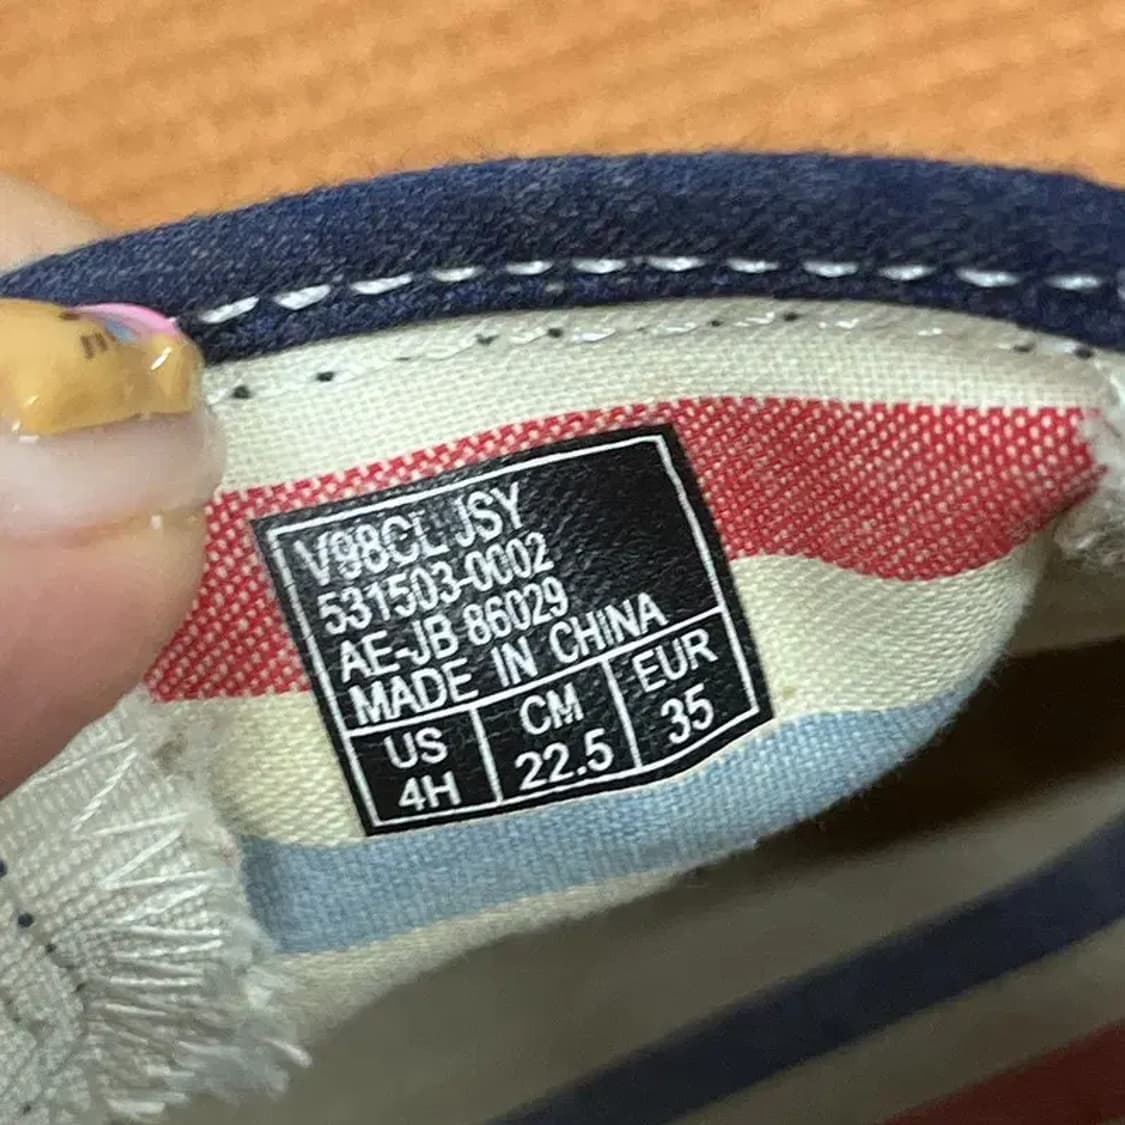 V98CL JSY
531503-0002
AE-JB 86029
MADE IN CHINA
US CM EUR
4H 22.5 35